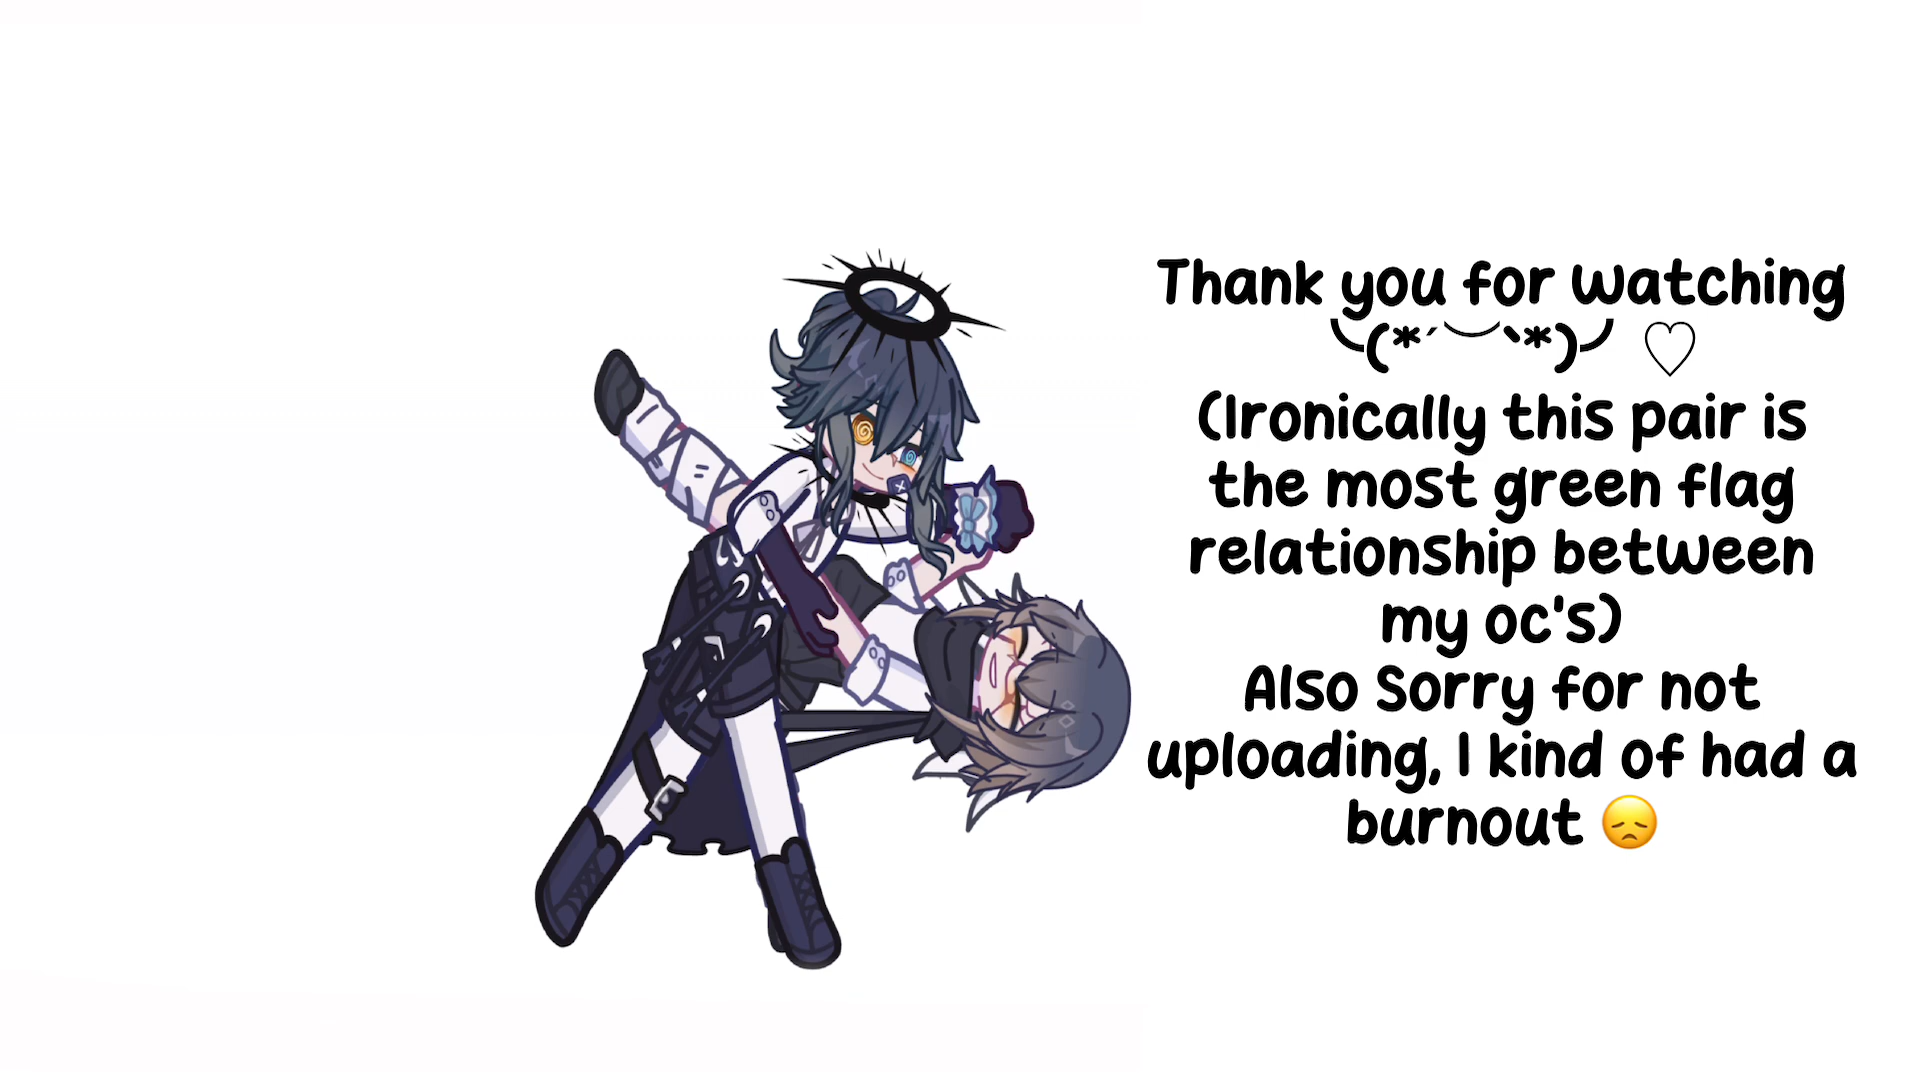 Thank you for watching
╰(*´︶`*)╯♡
(Ironically this pair is
the most green flag
relationship between
my oc's)
Also Sorry for not
uploading, I kind of had a
burnout 😞